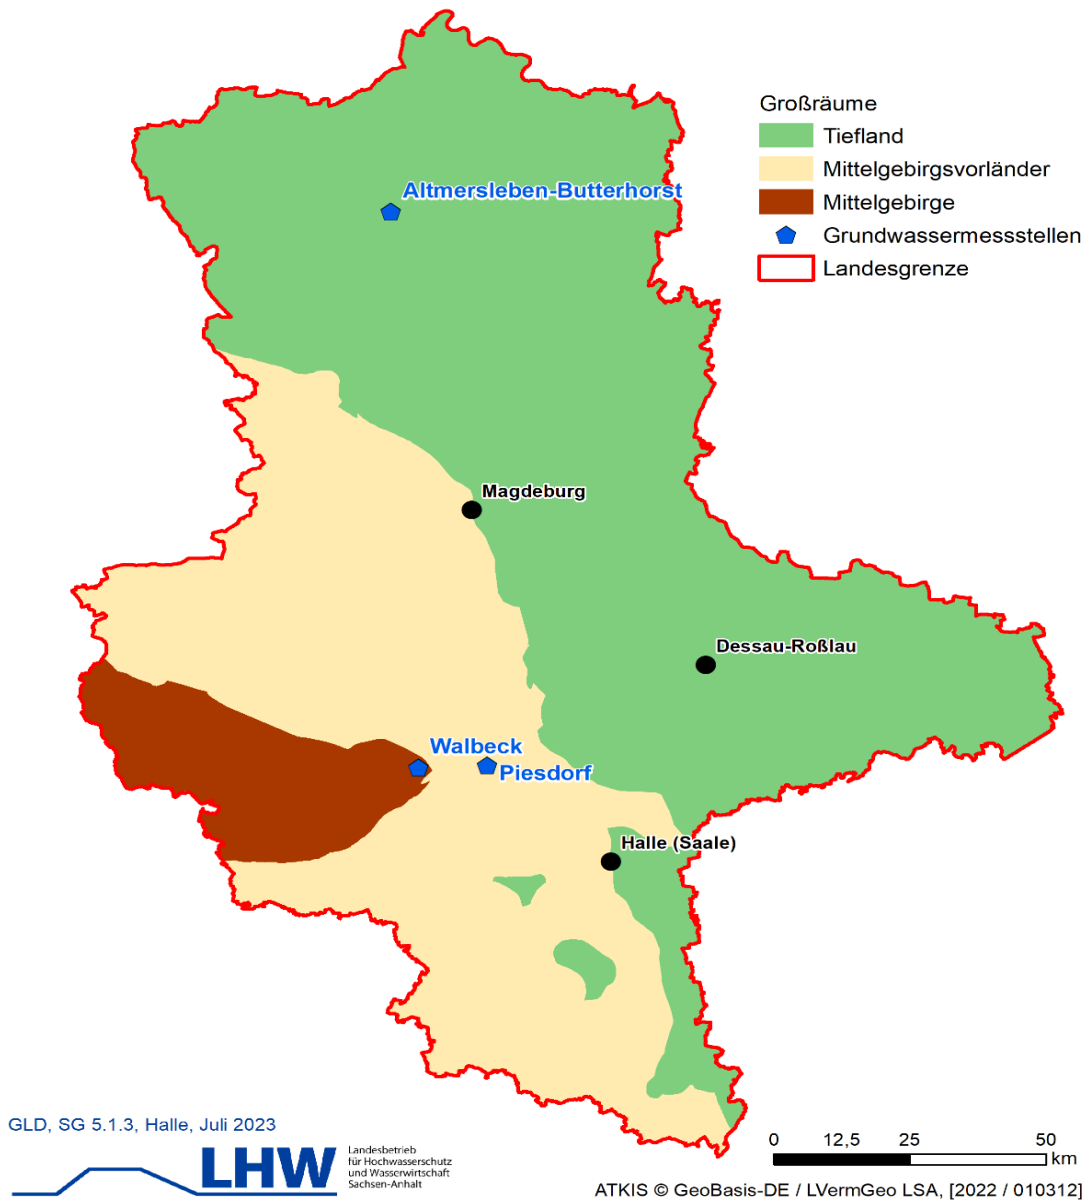 Großräume
Tiefland
Mittelgebirgsvorländer
Mittelgebirge
Grundwassermessstellen
Landesgrenze
Altmersleben-Butterhorst
Magdeburg
Dessau-Roßlau
Walbeck
Piesdorf
Halle (Saale)
GLD, SG 5.1.3, Halle, Juli 2023
LHW
Landesbetrieb
für Hochwasserschutz
und Wasserwirtschaft
Sachsen-Anhalt
0 12,5 25 50
km
ATKIS © GeoBasis-DE / LVermGeo LSA, [2022 / 010312]